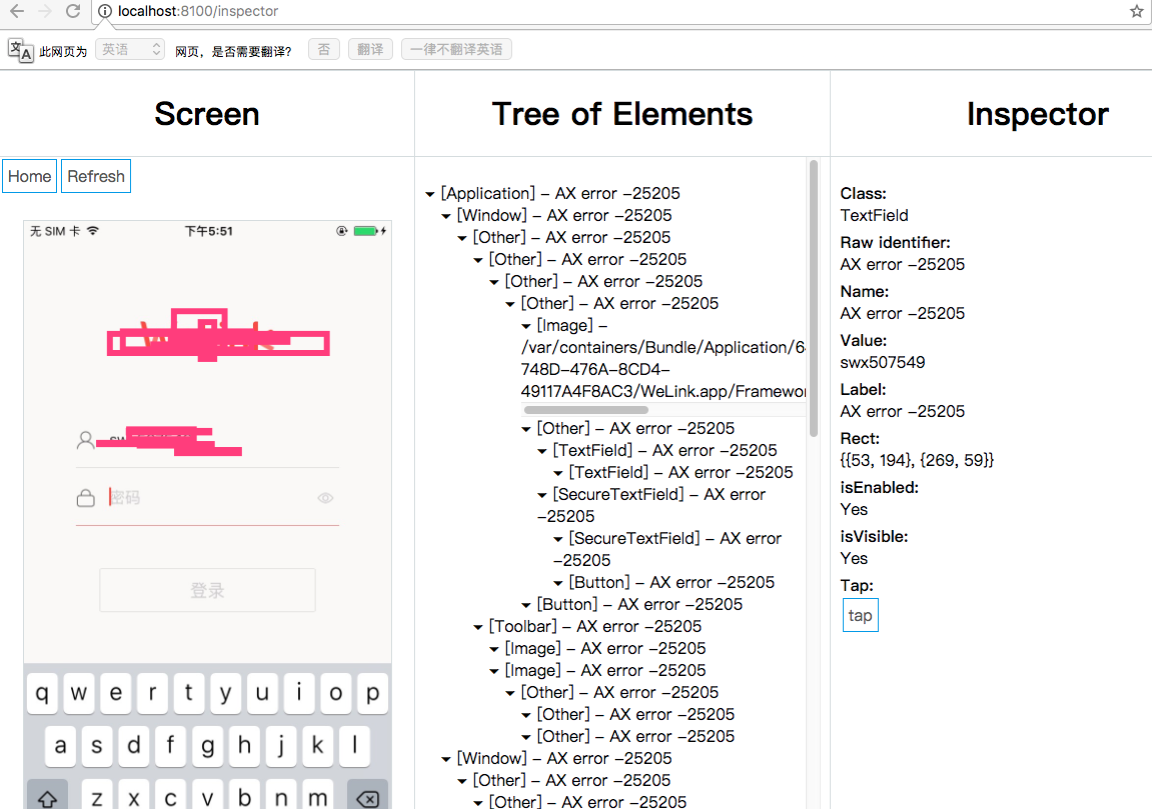 localhost:8100/inspector
此网页为 英语 网页，是否需要翻译? 否 翻译 一律不翻译英语
Screen
Home Refresh
无 SIM 卡 下午5:51
密码
登录
q w e r t y u i o p
a s d f g h j k l
z x c v b n m
Tree of Elements
[Application] – AX error –25205
[Window] – AX error –25205
[Other] – AX error –25205
[Other] – AX error –25205
[Other] – AX error –25205
[Other] – AX error –25205
[Image] –
/var/containers/Bundle/Application/6
748D-476A-8CD4-
49117A4F8AC3/WeLink.app/Framewor
[Other] – AX error –25205
[TextField] – AX error –25205
[TextField] – AX error –25205
[SecureTextField] – AX error
–25205
[SecureTextField] – AX error
–25205
[Button] – AX error –25205
[Button] – AX error –25205
[Toolbar] – AX error –25205
[Image] – AX error –25205
[Image] – AX error –25205
[Other] – AX error –25205
[Other] – AX error –25205
[Other] – AX error –25205
[Window] – AX error –25205
[Other] – AX error –25205
[Other] – AX error –25205
Inspector
Class:
TextField
Raw identifier:
AX error –25205
Name:
AX error –25205
Value:
swx507549
Label:
AX error –25205
Rect:
{{53, 194}, {269, 59}}
isEnabled:
Yes
isVisible:
Yes
Tap:
tap